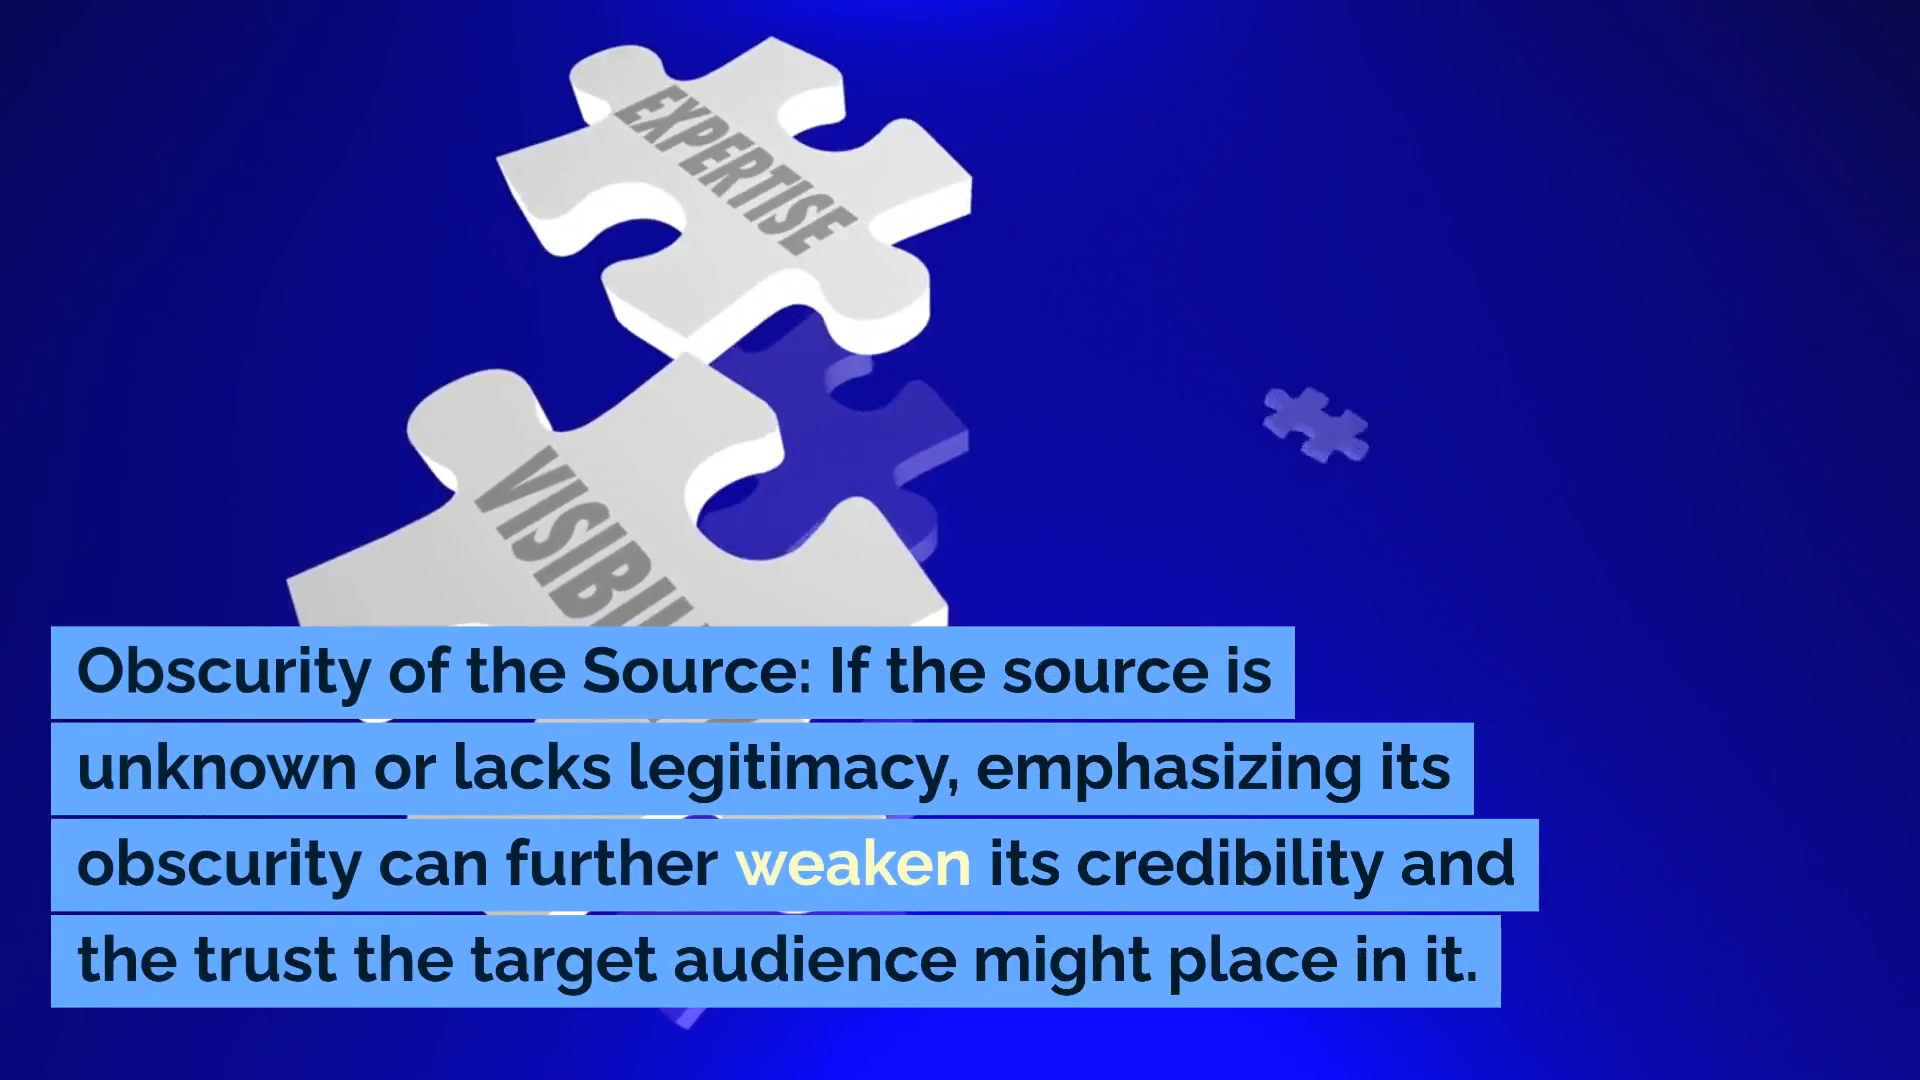 EXPERTISE
Obscurity of the Source: If the source is
unknown or lacks legitimacy, emphasizing its
obscurity can further weaken its credibility and
the trust the target audience might place in it.